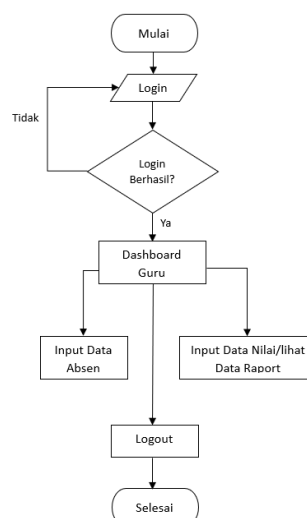 Mulai
Login
Tidak
Login
Berhasil?
Ya
Dashboard
Guru
Input Data
Absen
Input Data Nilai/lihat
Data Raport
Logout
Selesai